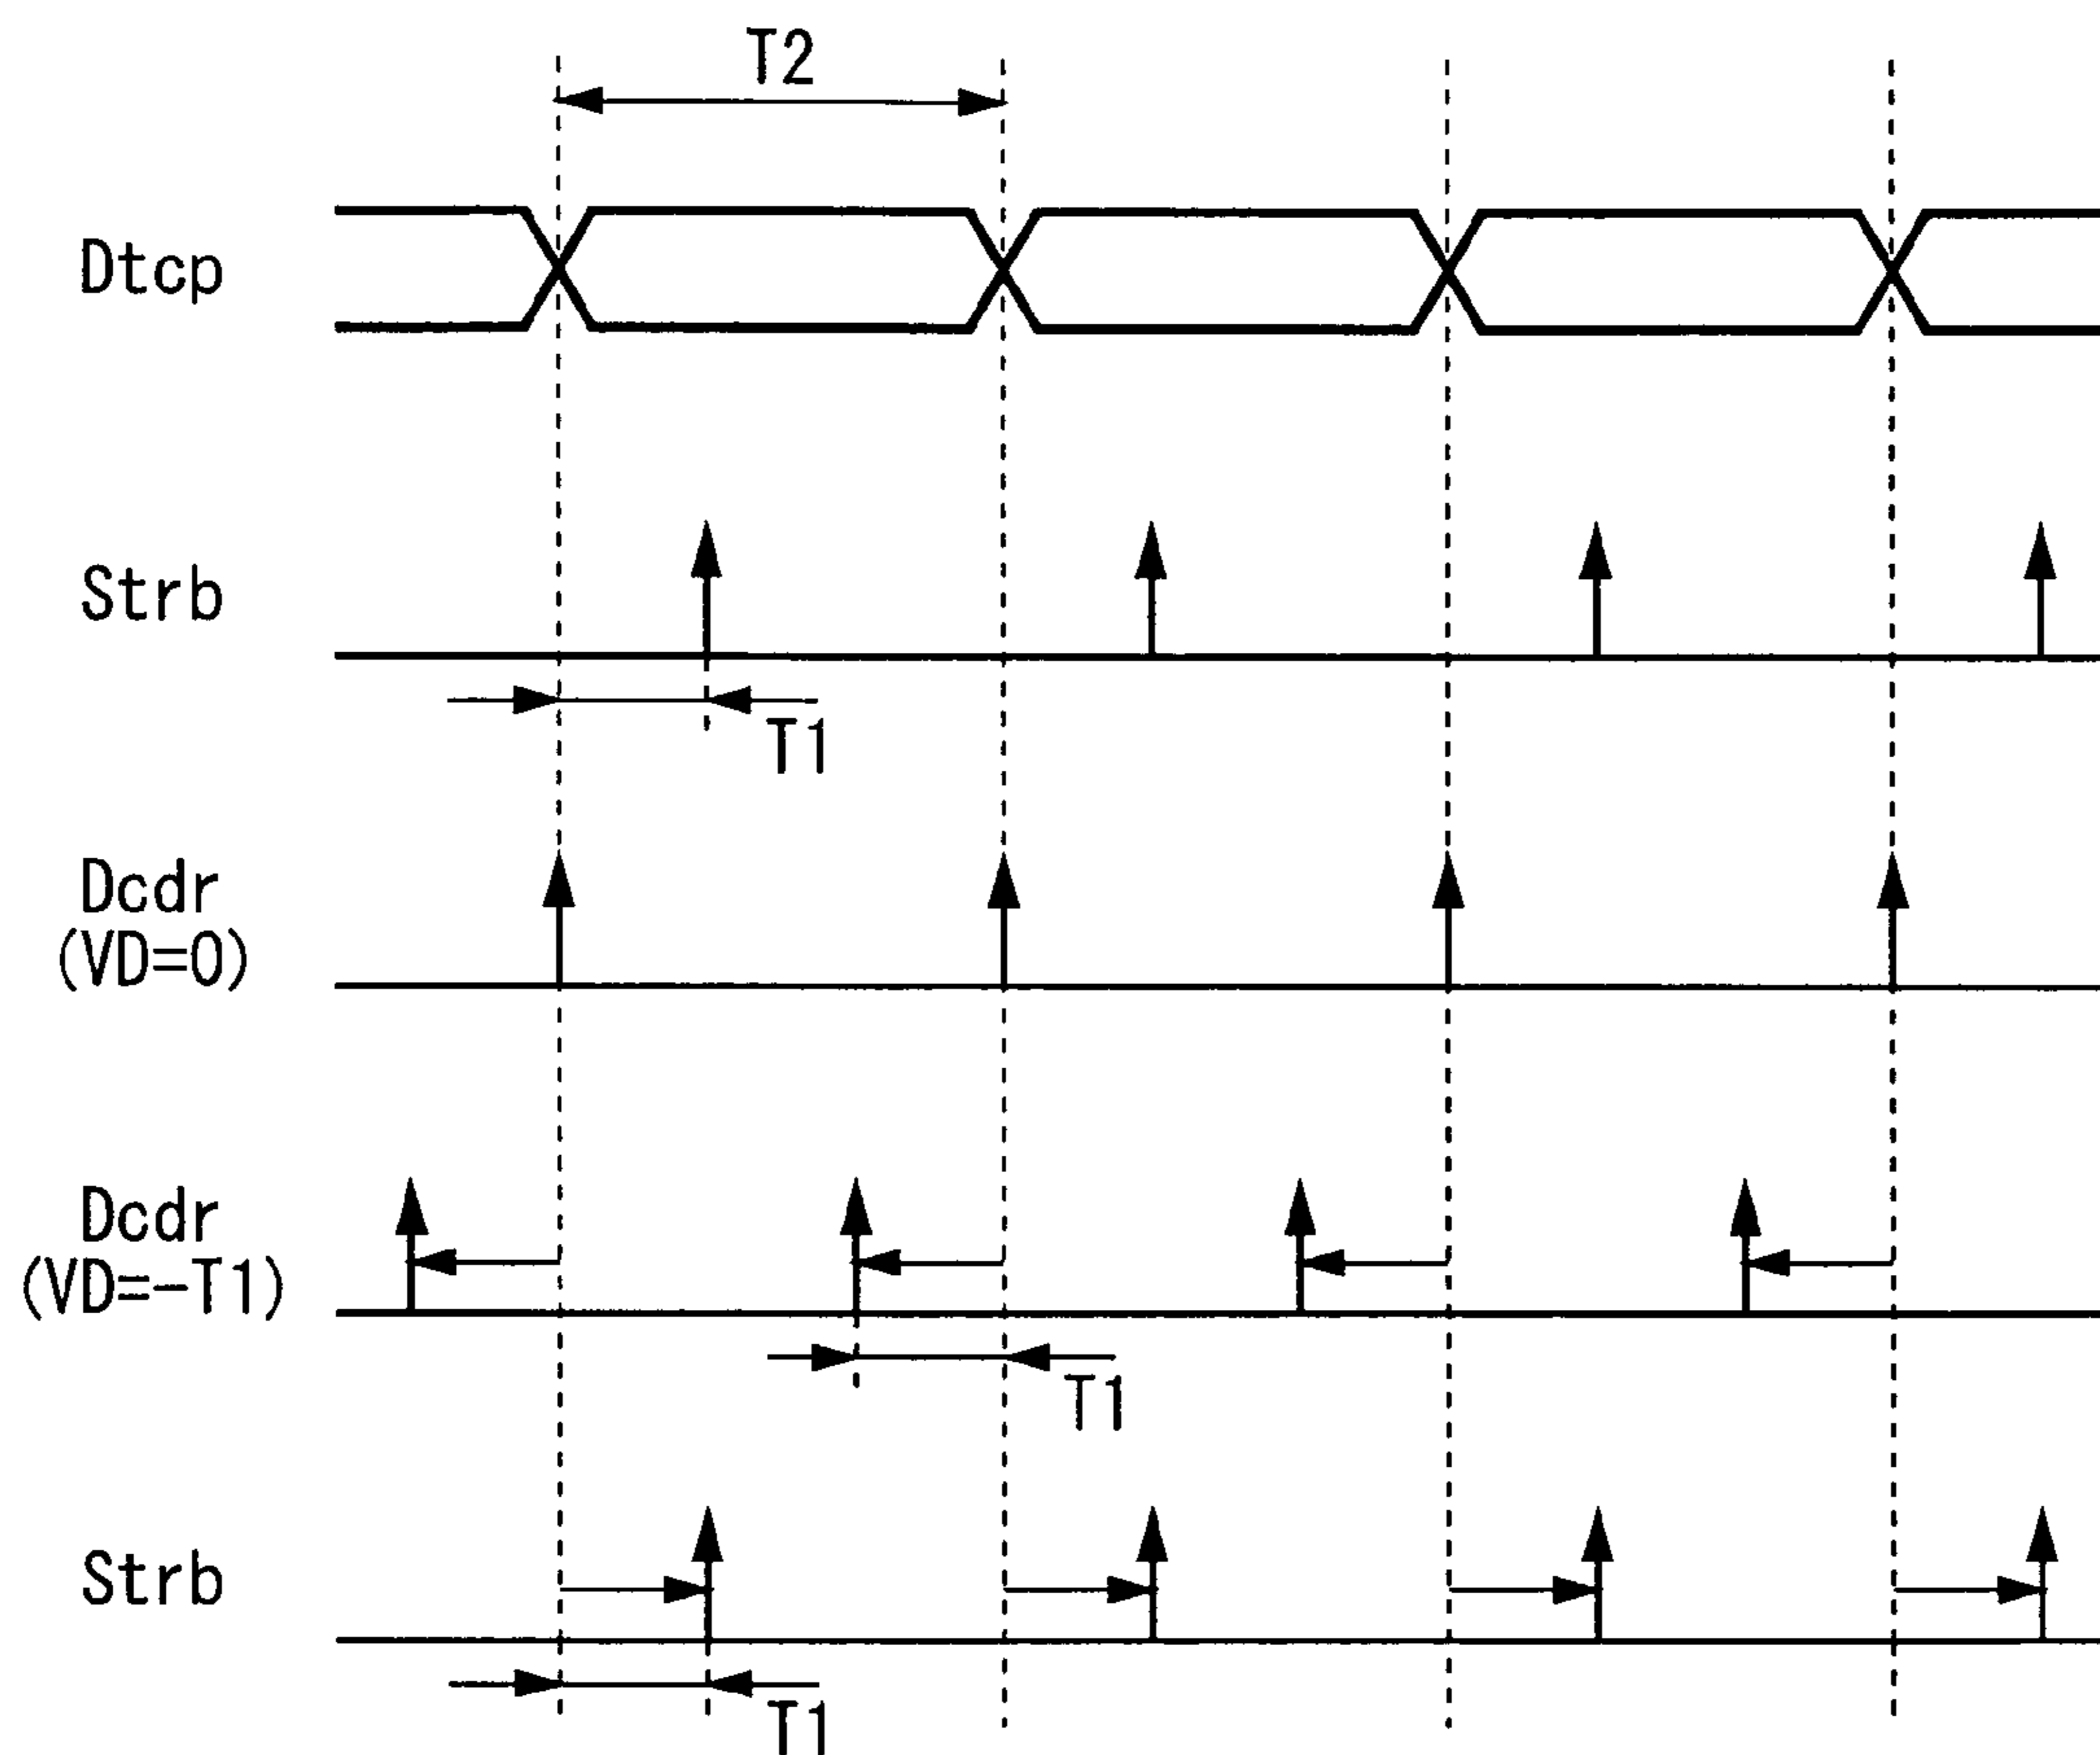 T2
Dtcp
Strb
T1
Dcdr
(VD=0)
Dcdr
(VD=-T1)
T1
Strb
T1